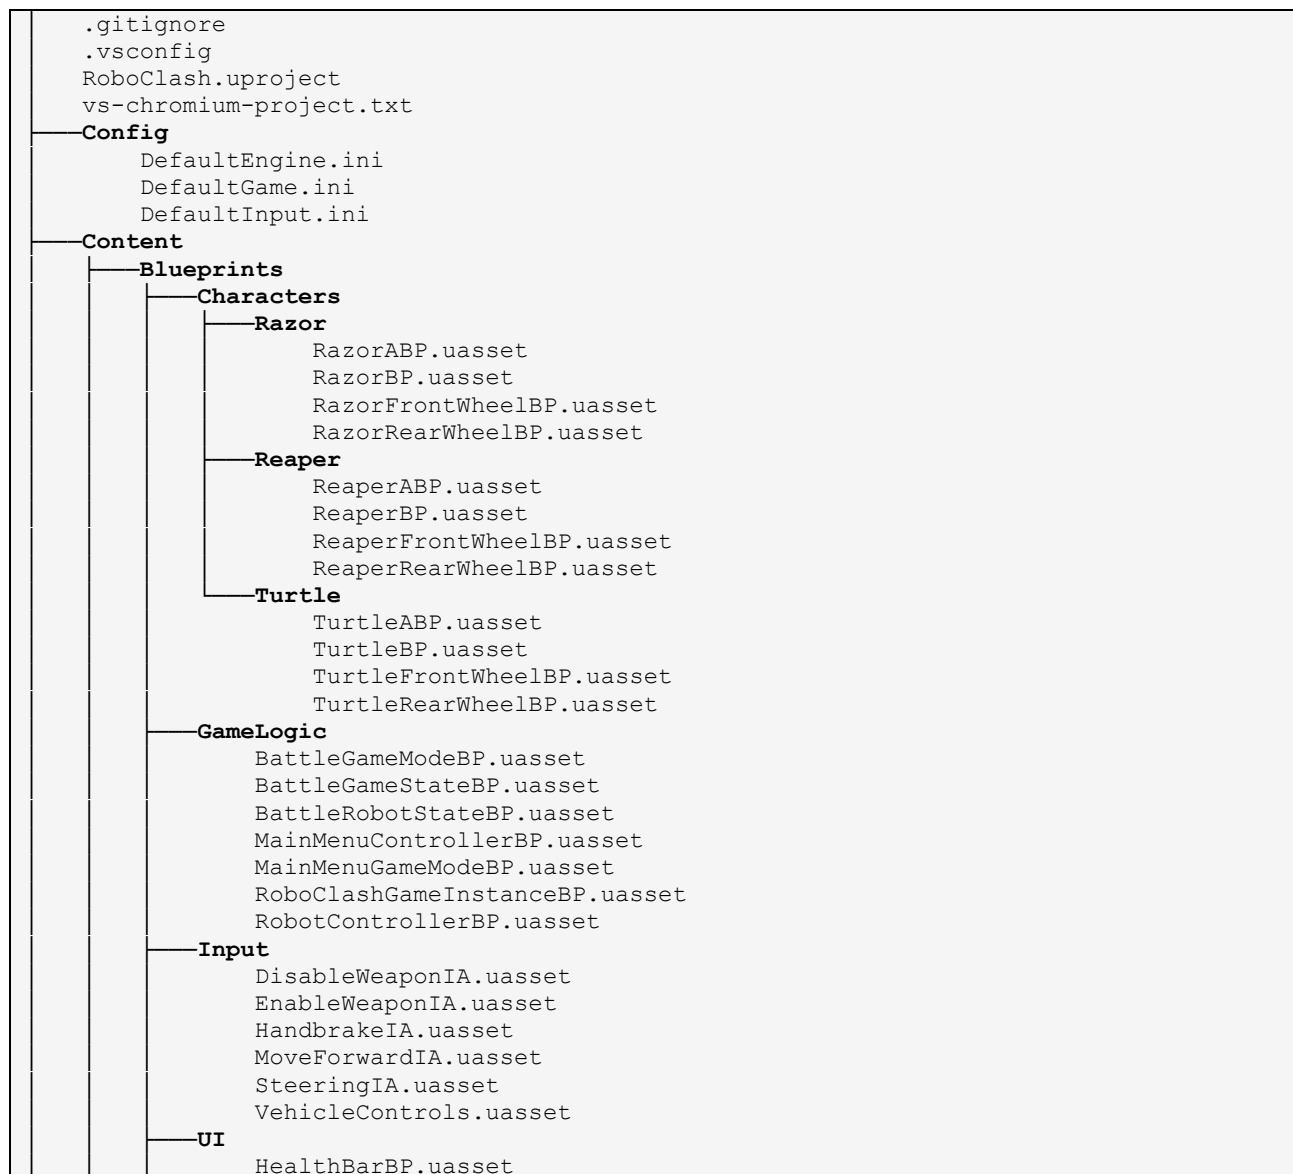 .gitignore
.vsconfig
RoboClash.uproject
vs-chromium-project.txt
Config
DefaultEngine.ini
DefaultGame.ini
DefaultInput.ini
Content
Blueprints
Characters
Razor
RazorABP.uasset
RazorBP.uasset
RazorFrontWheelBP.uasset
RazorRearWheelBP.uasset
Reaper
ReaperABP.uasset
ReaperBP.uasset
ReaperFrontWheelBP.uasset
ReaperRearWheelBP.uasset
Turtle
TurtleABP.uasset
TurtleBP.uasset
TurtleFrontWheelBP.uasset
TurtleRearWheelBP.uasset
GameLogic
BattleGameModeBP.uasset
BattleGameStateBP.uasset
BattleRobotStateBP.uasset
MainMenuControllerBP.uasset
MainMenuGameModeBP.uasset
RoboClashGameInstanceBP.uasset
RobotControllerBP.uasset
Input
DisableWeaponIA.uasset
EnableWeaponIA.uasset
HandbrakeIA.uasset
MoveForwardIA.uasset
SteeringIA.uasset
VehicleControls.uasset
UI
HealthBarBP.uasset